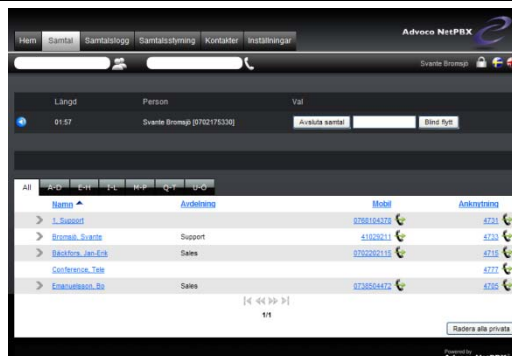 Advoco NetPBX
Hem Samtal Samtalslogg Samtalsstyrning Kontakter Inställningar
Svante Bromsjö
Längd Person Val
01:57 Svante Bromsjö [0702175330] Avsluta samtal Blind flytt
All A-D E-H I-L M-P Q-T U-Ö
Namn Avdelning Mobil Anknytning
1. Support 0768104378 4731
Bromsjö, Svante Support 41029211 4733
Bäckfors, Jan-Erik Sales 0702202115 4715
Conference, Tele 4777
Emanuelsson, Bo Sales 0738504472 4705
1/1
Radera alla privata
Powered by